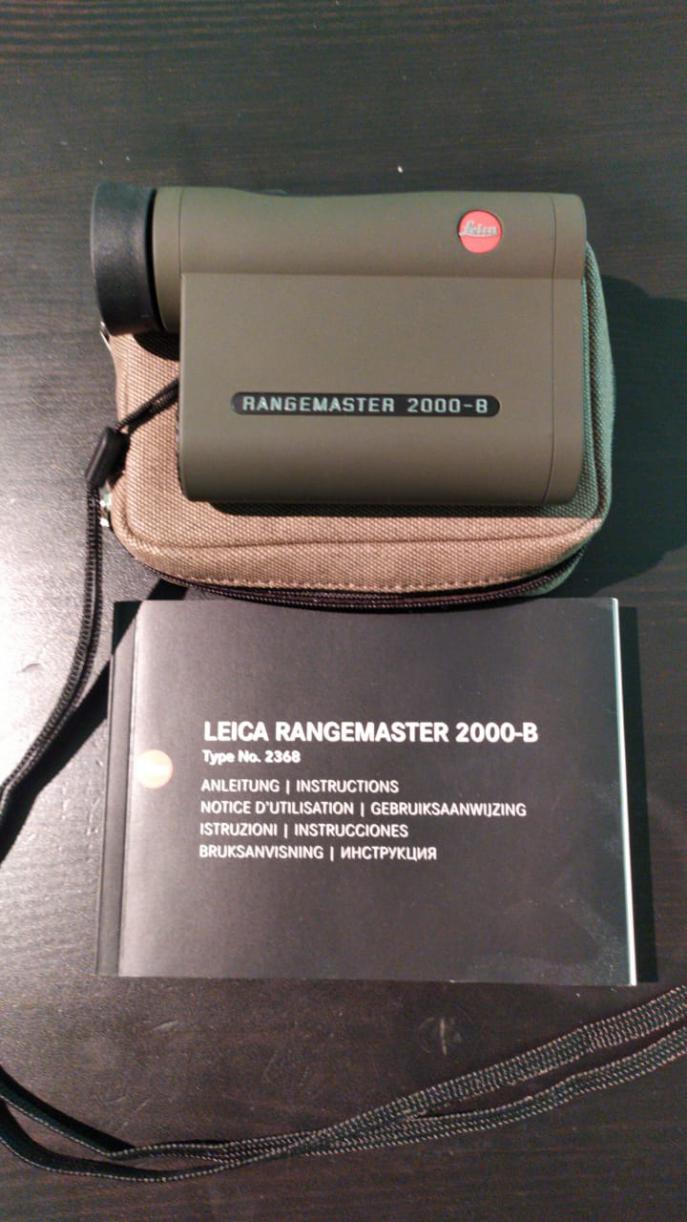 Leica
RANGEMASTER 2000-B
LEICA RANGEMASTER 2000-B
Type No. 2368
ANLEITUNG | INSTRUCTIONS
NOTICE D'UTILISATION | GEBRUIKSAANWIJZING
ISTRUZIONI | INSTRUCCIONES
BRUKSANVISNING | ИНСТРУКЦИЯ